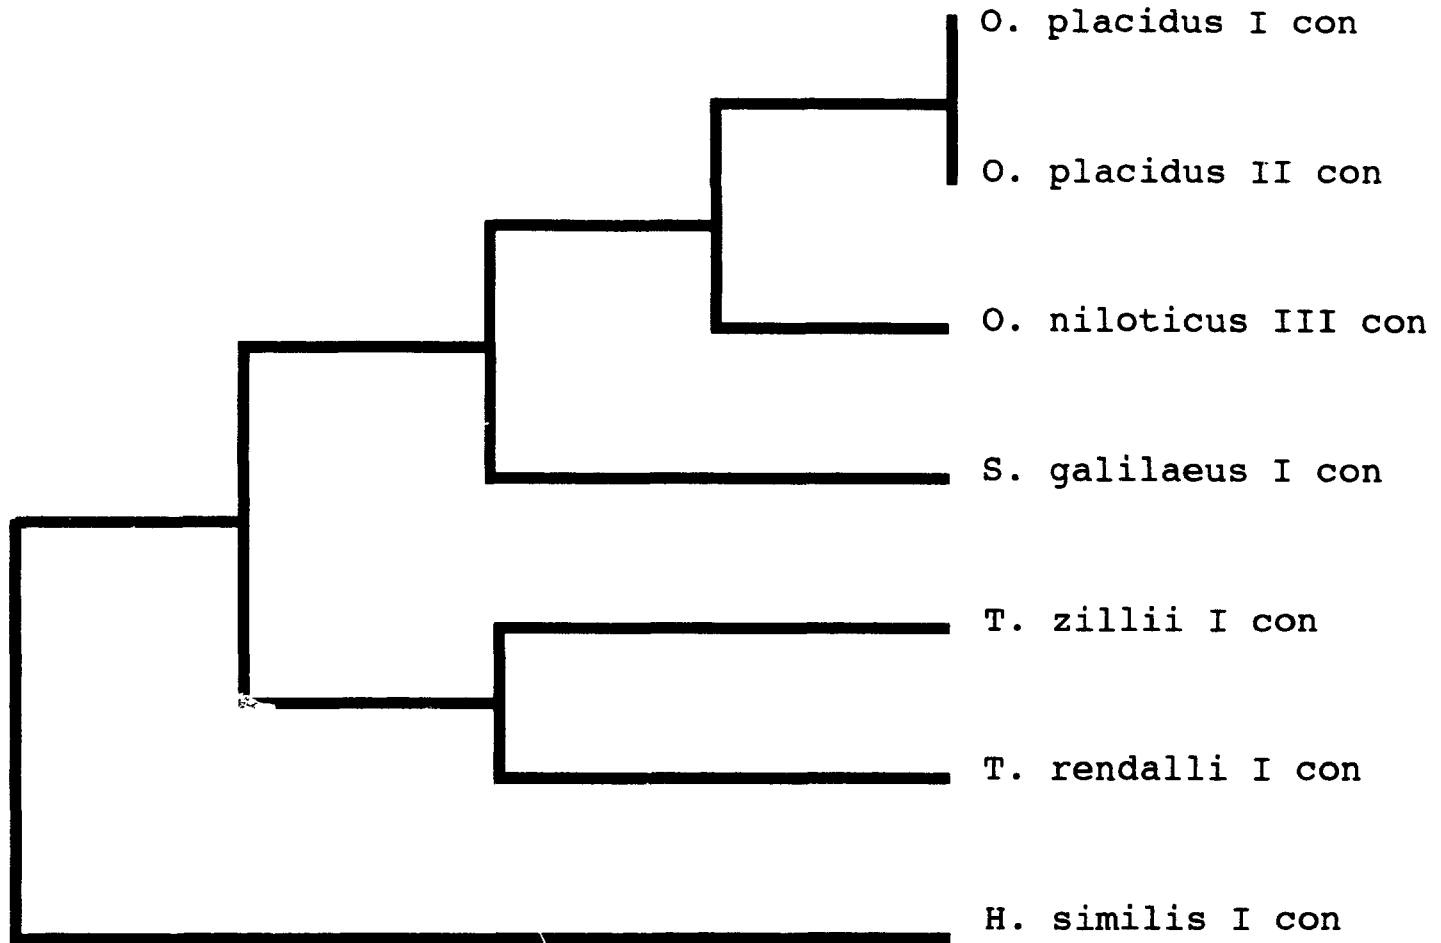 O. placidus I con
O. placidus II con
O. niloticus III con
S. galilaeus I con
T. zillii I con
T. rendalli I con
H. similis I con